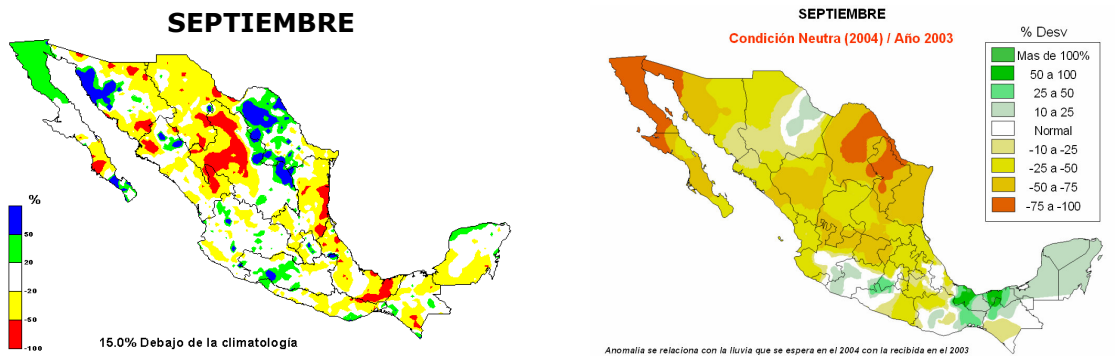 SEPTIEMBRE
%
50
20
-20
-50
-100
15.0% Debajo de la climatología
SEPTIEMBRE
Condición Neutra (2004) / Año 2003
% Desv
Mas de 100%
50 a 100
25 a 50
10 a 25
Normal
-10 a -25
-25 a -50
-50 a -75
-75 a -100
Anomalia se relaciona con la lluvia que se espera en el 2004 con la recibida en el 2003